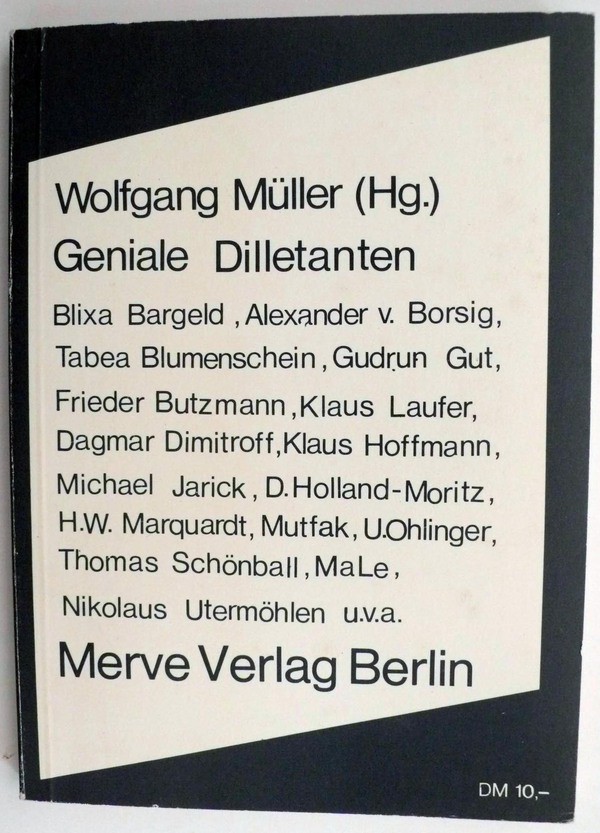 Wolfgang Müller (Hg.)
Geniale Dilletanten
Blixa Bargeld , Alexander v. Borsig,
Tabea Blumenschein , Gudrun Gut,
Frieder Butzmann , Klaus Laufer,
Dagmar Dimitroff, Klaus Hoffmann,
Michael Jarick , D. Holland-Moritz,
H.W. Marquardt, Mutfak, U.Ohlinger,
Thomas Schönball, MaLe,
Nikolaus Utermöhlen u.v.a.
Merve Verlag Berlin
DM 10,–